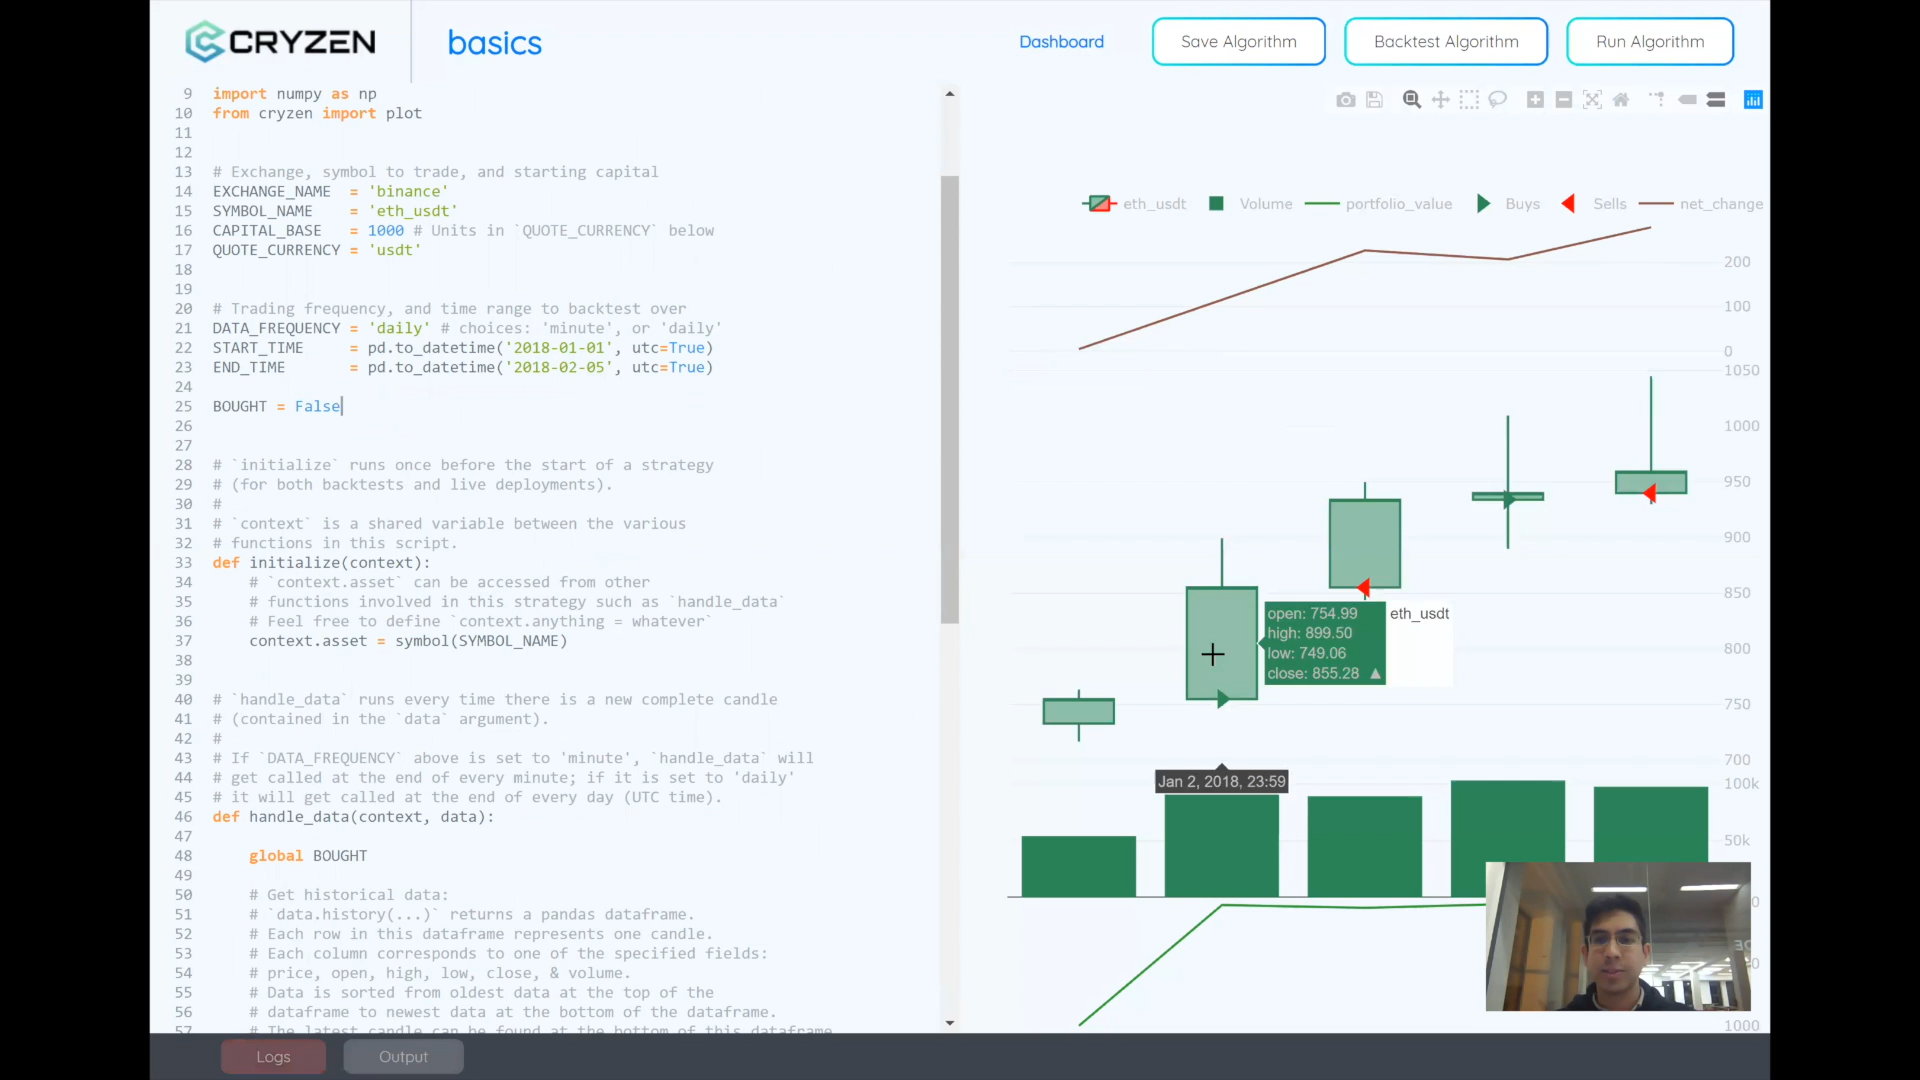 CRYZEN
basics
Dashboard
Save Algorithm
Backtest Algorithm
Run Algorithm
9 import numpy as np
10 from cryzen import plot
11
12
13 # Exchange, symbol to trade, and starting capital
14 EXCHANGE_NAME = 'binance'
15 SYMBOL_NAME = 'eth_usdt'
16 CAPITAL_BASE = 1000 # Units in `QUOTE_CURRENCY` below
17 QUOTE_CURRENCY = 'usdt'
18
19
20 # Trading frequency, and time range to backtest over
21 DATA_FREQUENCY = 'daily' # choices: 'minute', or 'daily'
22 START_TIME = pd.to_datetime('2018-01-01', utc=True)
23 END_TIME = pd.to_datetime('2018-02-05', utc=True)
24
25 BOUGHT = False
26
27
28 # `initialize` runs once before the start of a strategy
29 # (for both backtests and live deployments).
30 #
31 # `context` is a shared variable between the various
32 # functions in this script.
33 def initialize(context):
34 # `context.asset` can be accessed from other
35 # functions involved in this strategy such as `handle_data`
36 # Feel free to define `context.anything = whatever`
37 context.asset = symbol(SYMBOL_NAME)
38
39
40 # `handle_data` runs every time there is a new complete candle
41 # (contained in the `data` argument).
42 #
43 # If `DATA_FREQUENCY` above is set to 'minute', `handle_data` will
44 # get called at the end of every minute; if it is set to 'daily'
45 # it will get called at the end of every day (UTC time).
46 def handle_data(context, data):
47
48 global BOUGHT
49
50 # Get historical data:
51 # `data.history(...)` returns a pandas dataframe.
52 # Each row in this dataframe represents one candle.
53 # Each column corresponds to one of the specified fields:
54 # price, open, high, low, close, & volume.
55 # Data is sorted from oldest data at the top of the
56 # dataframe to newest data at the bottom of the dataframe.
57 # The latest candle can be found at the bottom of this dataframe
eth_usdt
Volume
portfolio_value
Buys
Sells
net_change
200
100
0
1050
1000
950
900
850
800
750
700
open: 754.99
high: 899.50
low: 749.06
close: 855.28 ▲
eth_usdt
Jan 2, 2018, 23:59
100k
50k
0
1000
Logs
Output